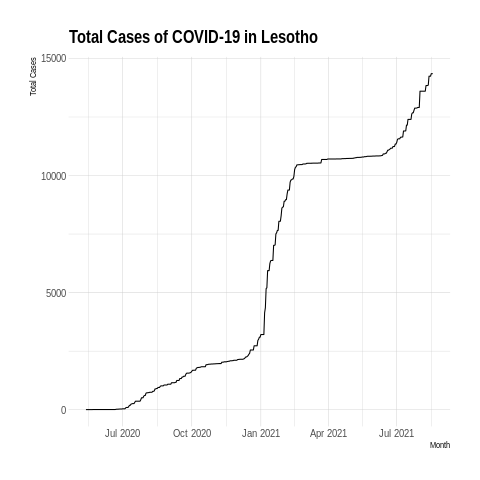 Total Cases of COVID-19 in Lesotho
Total Cases
15000
10000
5000
0
Jul 2020 Oct 2020 Jan 2021 Apr 2021 Jul 2021
Month